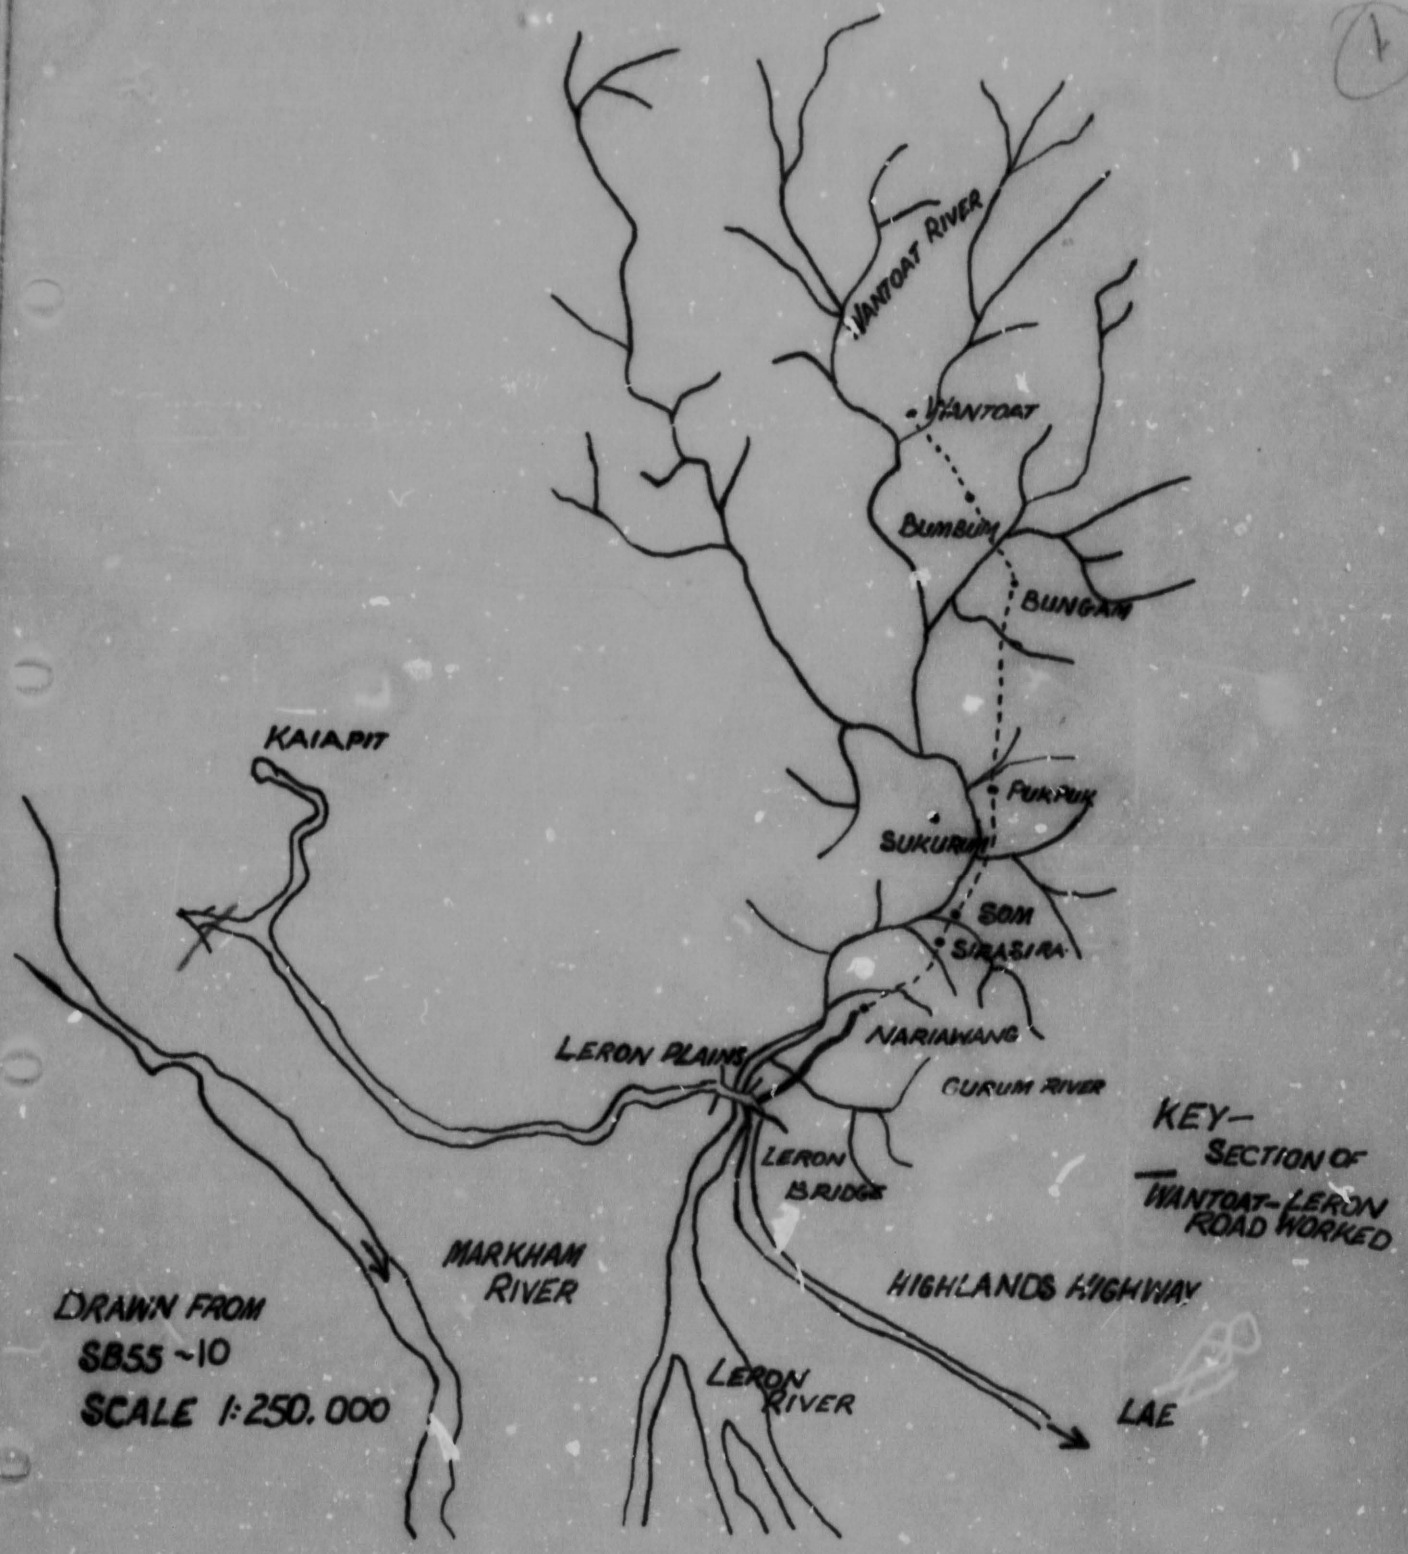 1
WANTOAT RIVER
WANTOAT
BUMBUM
BUNGAM
KAIAPIT
PUKPUK
SUKURUM
SOM
SIRASIRA
NARIAWANG
LERON PLAINS
GURUM RIVER
KEY—
SECTION OF
WANTOAT-LERON
ROAD WORKED
LERON
BRIDGE
MARKHAM
RIVER
HIGHLANDS HIGHWAY
DRAWN FROM
SB55 ~10
SCALE 1:250.000
LERON
RIVER
LAE